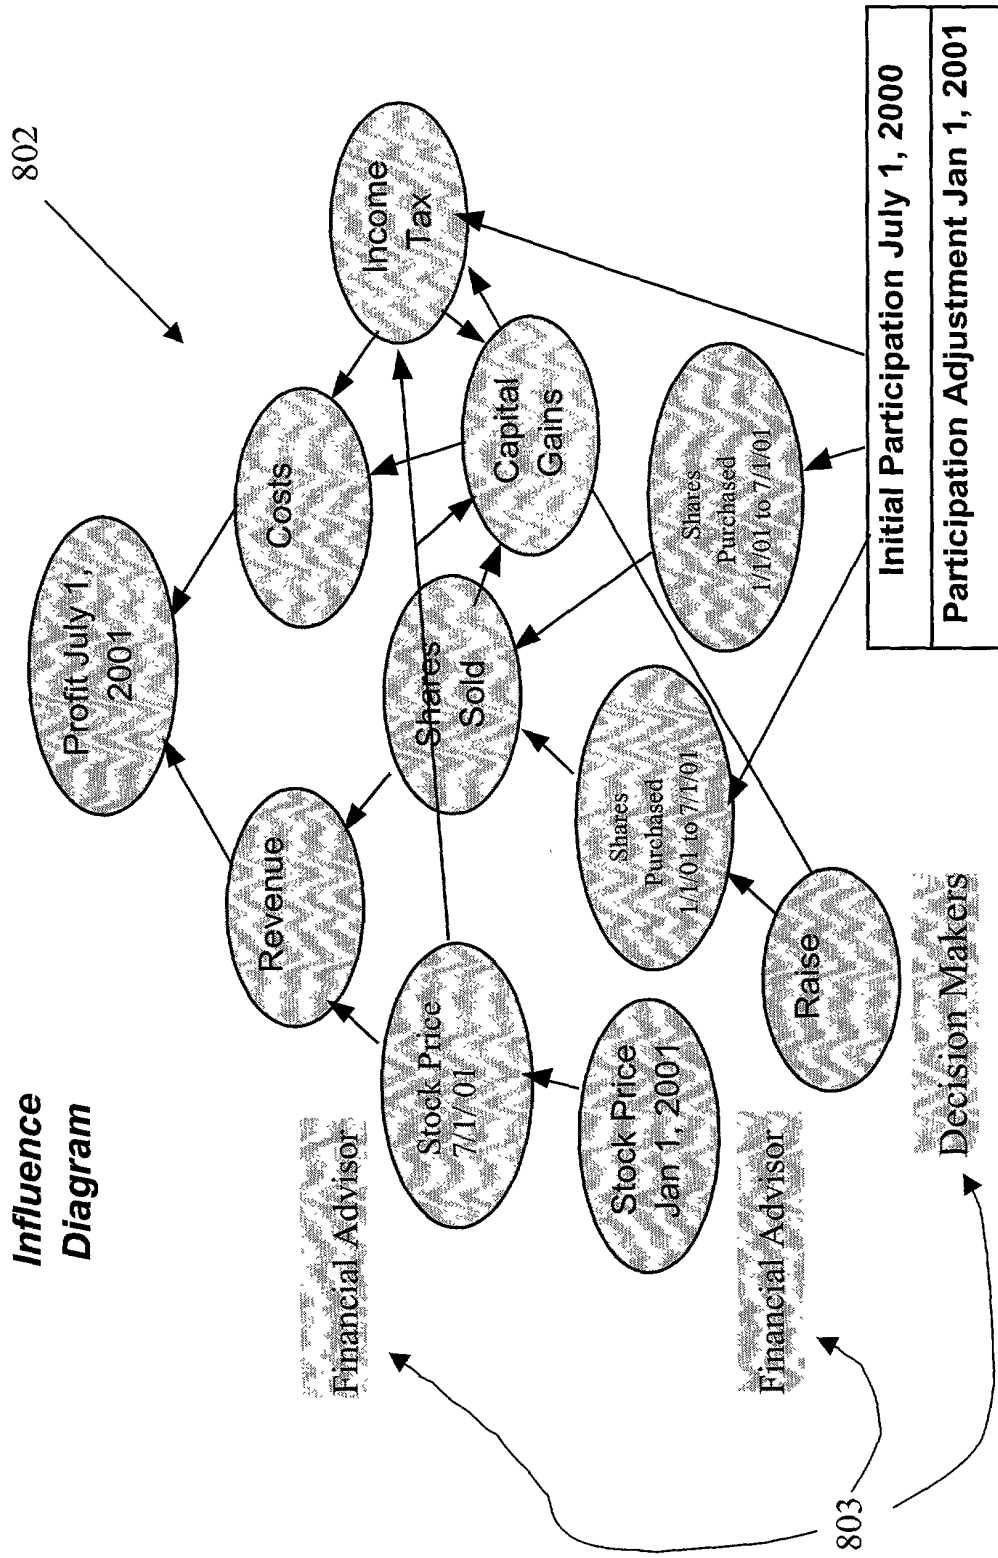 Influence
Diagram
802
Profit July 1,
2001
Revenue
Costs
Financial Advisor
Stock Price
7/1/ 01
Shares
Sold
Income
Tax
Capital
Gains
Stock Price
Jan 1, 2001
Shares
Purchased
1/1/01 to 7/1/01
Shares
Purchased
1/1/01 to 7/1/01
Financial Advisor
Raise
803
Decision Makers
Initial Participation July 1, 2000
Participation Adjustment Jan 1, 2001